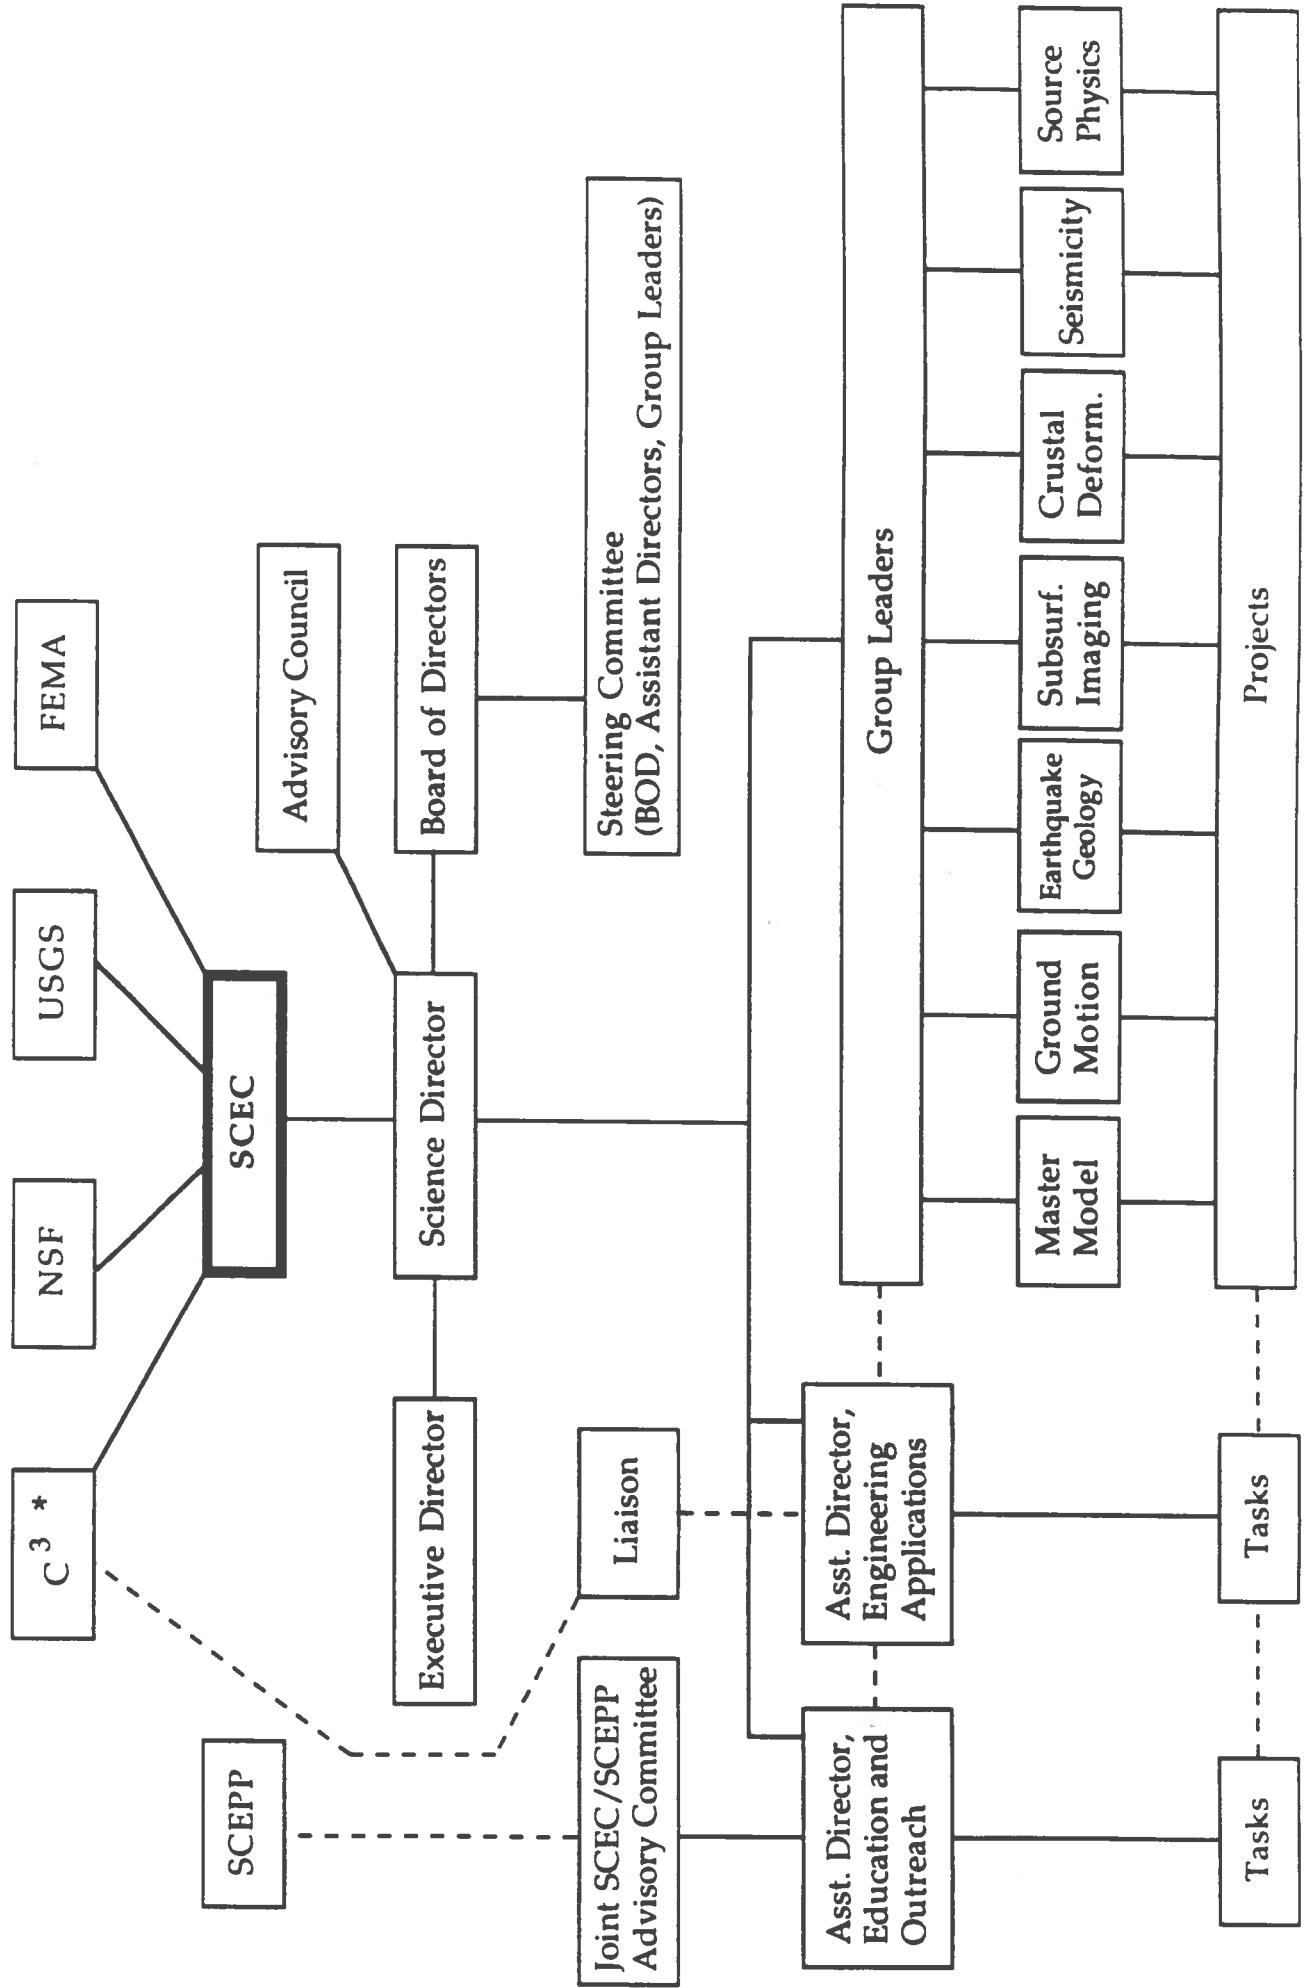 C³ *
NSF
USGS
FEMA
SCEPP
SCEC
Advisory Council
Executive Director
Science Director
Board of Directors
Joint SCEC/SCEPP
Advisory Committee
Liaison
Steering Committee
(BOD, Assistant Directors, Group Leaders)
Asst. Director,
Education and
Outreach
Asst. Director,
Engineering
Applications
Group Leaders
Master
Model
Ground
Motion
Earthquake
Geology
Subsurf.
Imaging
Crustal
Deform.
Seismicity
Source
Physics
Tasks
Tasks
Projects